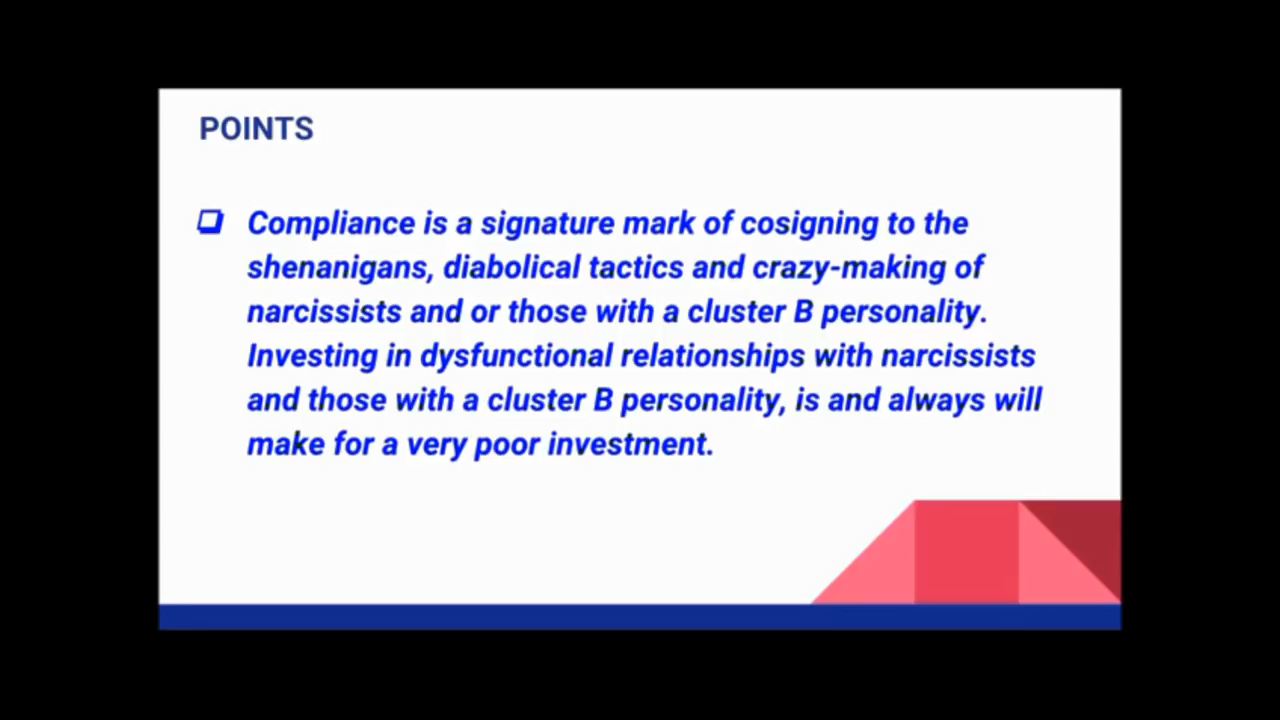 POINTS
❏ Compliance is a signature mark of cosigning to the
shenanigans, diabolical tactics and crazy-making of
narcissists and or those with a cluster B personality.
Investing in dysfunctional relationships with narcissists
and those with a cluster B personality, is and always will
make for a very poor investment.